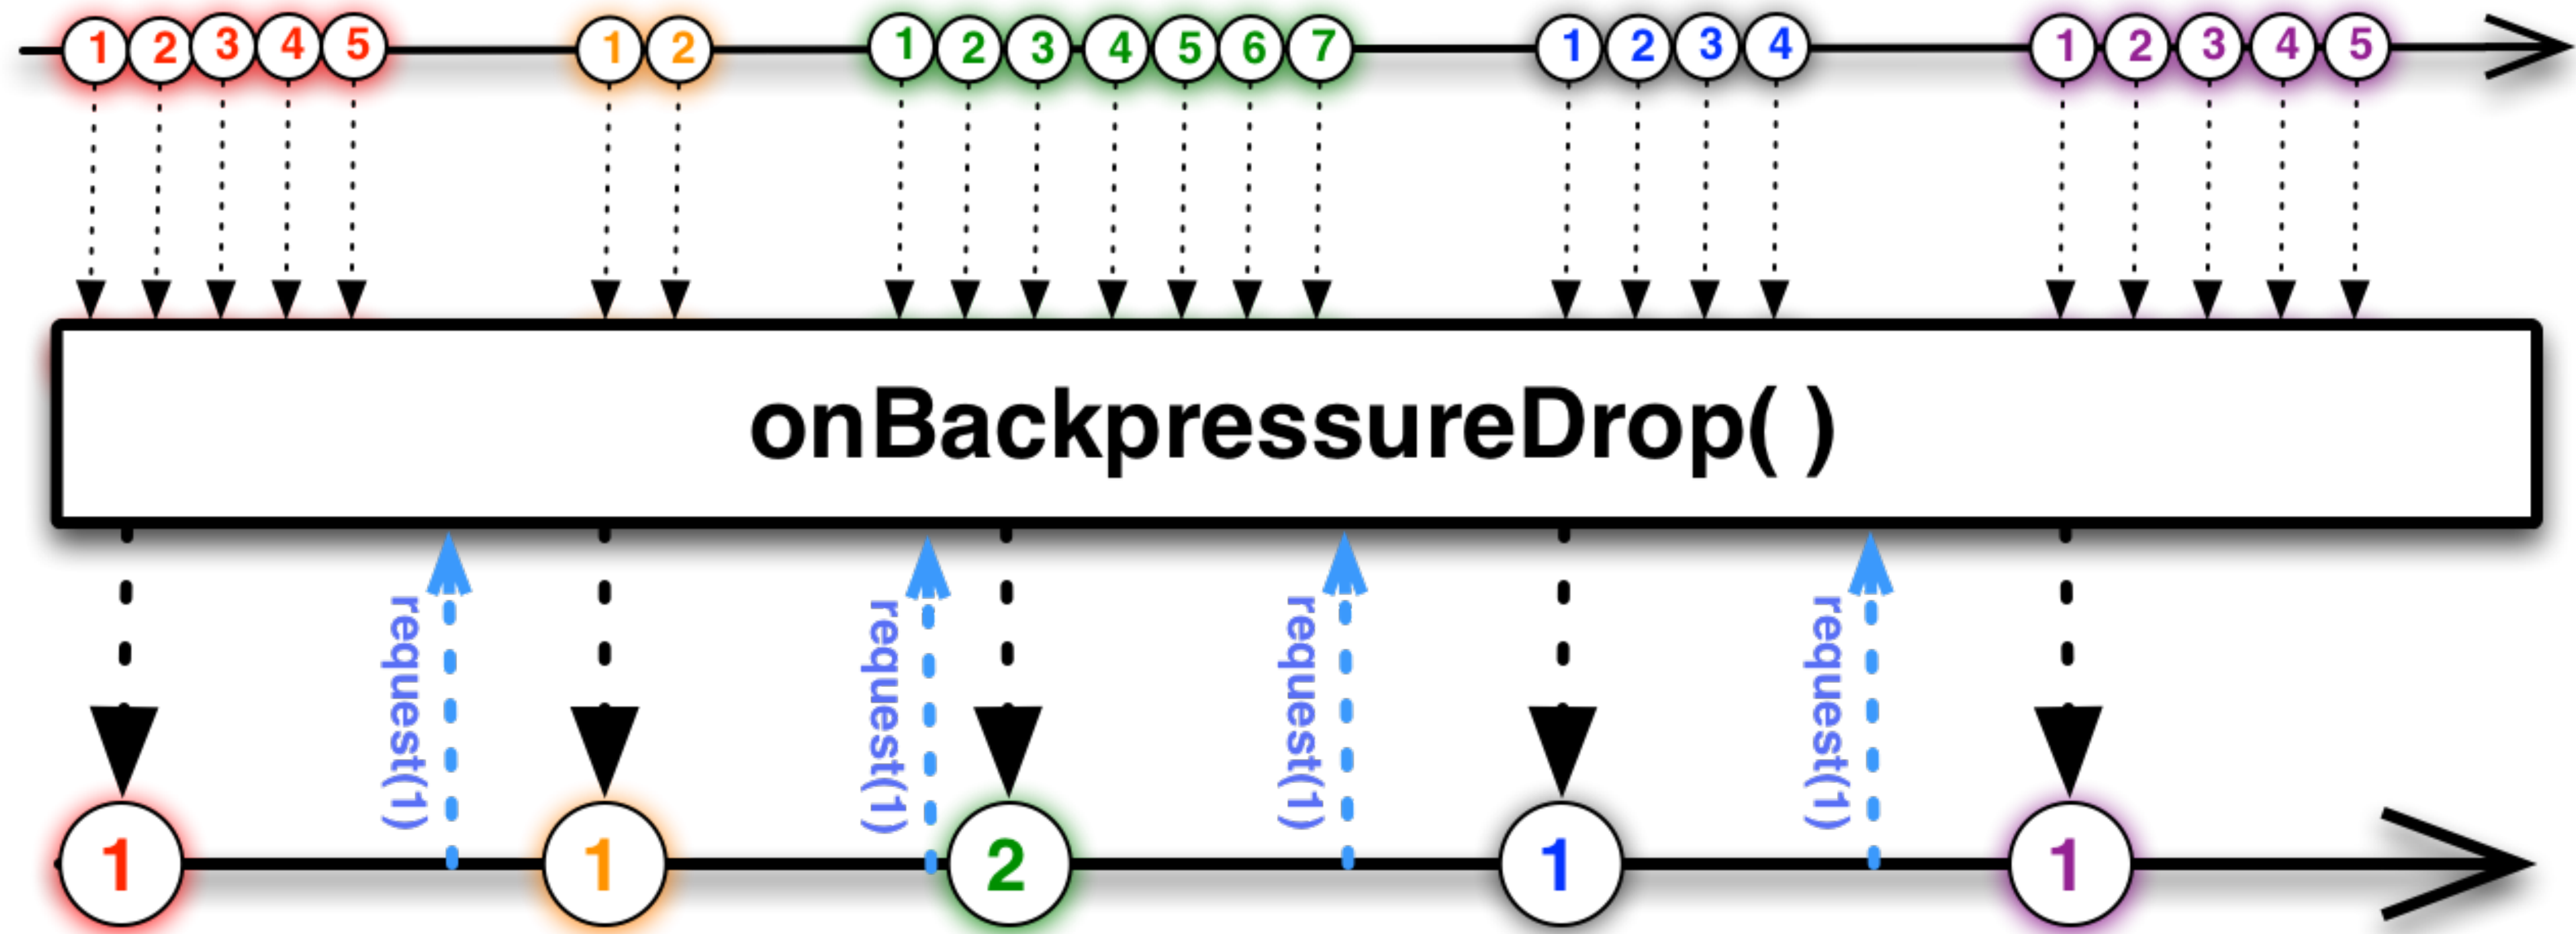 1 2 3 4 5 1 2 1 2 3 4 5 6 7 1 2 3 4 1 2 3 4 5
onBackpressureDrop( )
request(1) request(1) request(1) request(1)
1 1 2 1 1